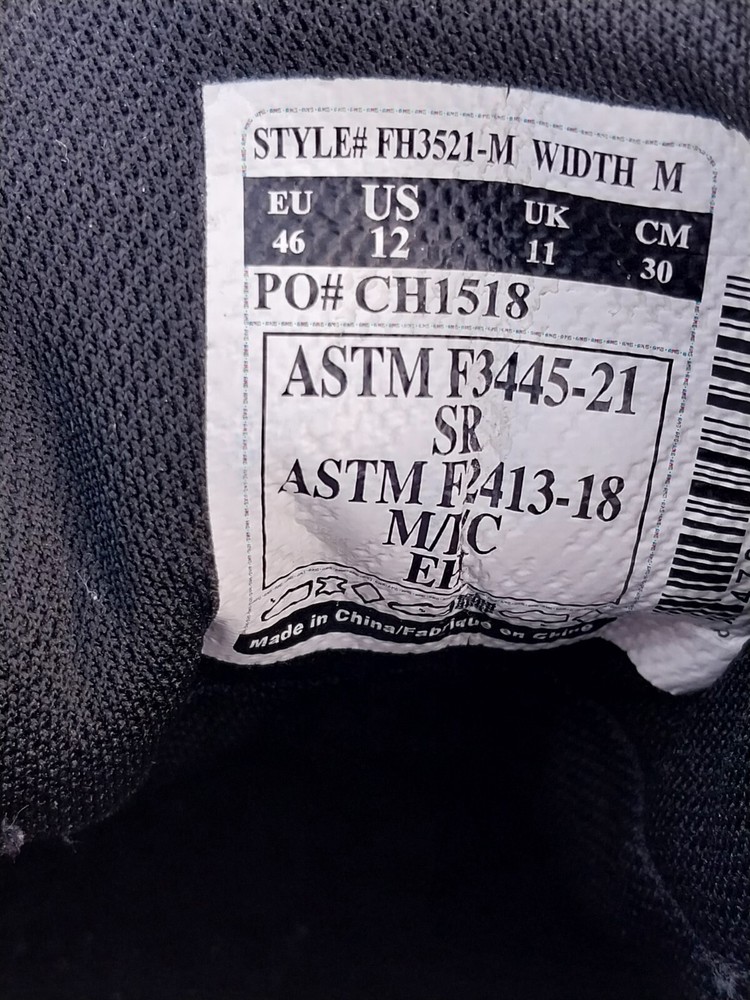 STYLE# FH3521-M WIDTH M
EU US UK CM
46 12 11 30
PO# CH1518
ASTM F3445-21
SR
ASTM F2413-18
M/I/C
EH
Made in China/Fabriqué en Chine